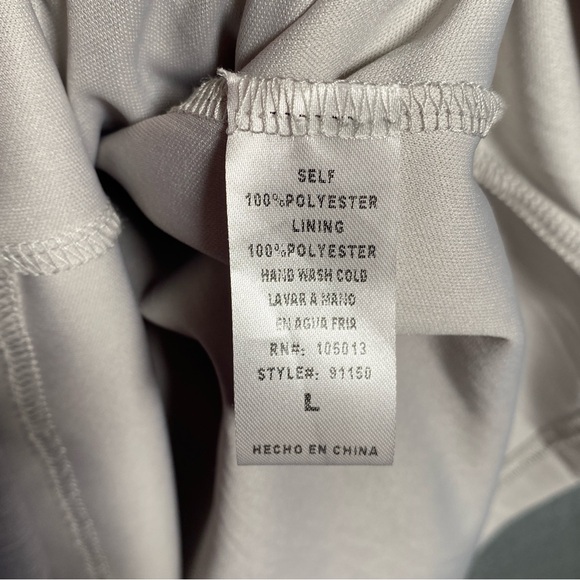 SELF
100%POLYESTER
LINING
100%POLYESTER
HAND WASH COLD
LAVAR A MANO
EN AGUA FRIA
RN#: 105013
STYLE#: 91150
L
HECHO EN CHINA